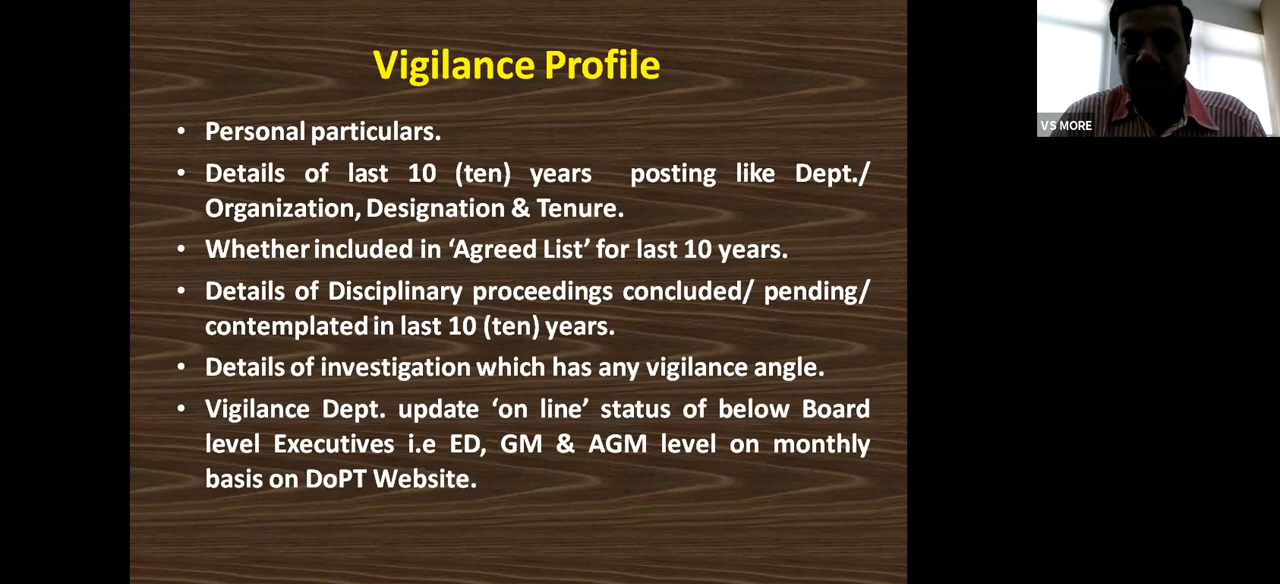 Vigilance Profile
• Personal particulars.
• Details of last 10 (ten) years posting like Dept./
Organization, Designation & Tenure.
• Whether included in ‘Agreed List’ for last 10 years.
• Details of Disciplinary proceedings concluded/ pending/
contemplated in last 10 (ten) years.
• Details of investigation which has any vigilance angle.
• Vigilance Dept. update ‘on line’ status of below Board
level Executives i.e ED, GM & AGM level on monthly
basis on DoPT Website.
VS MORE